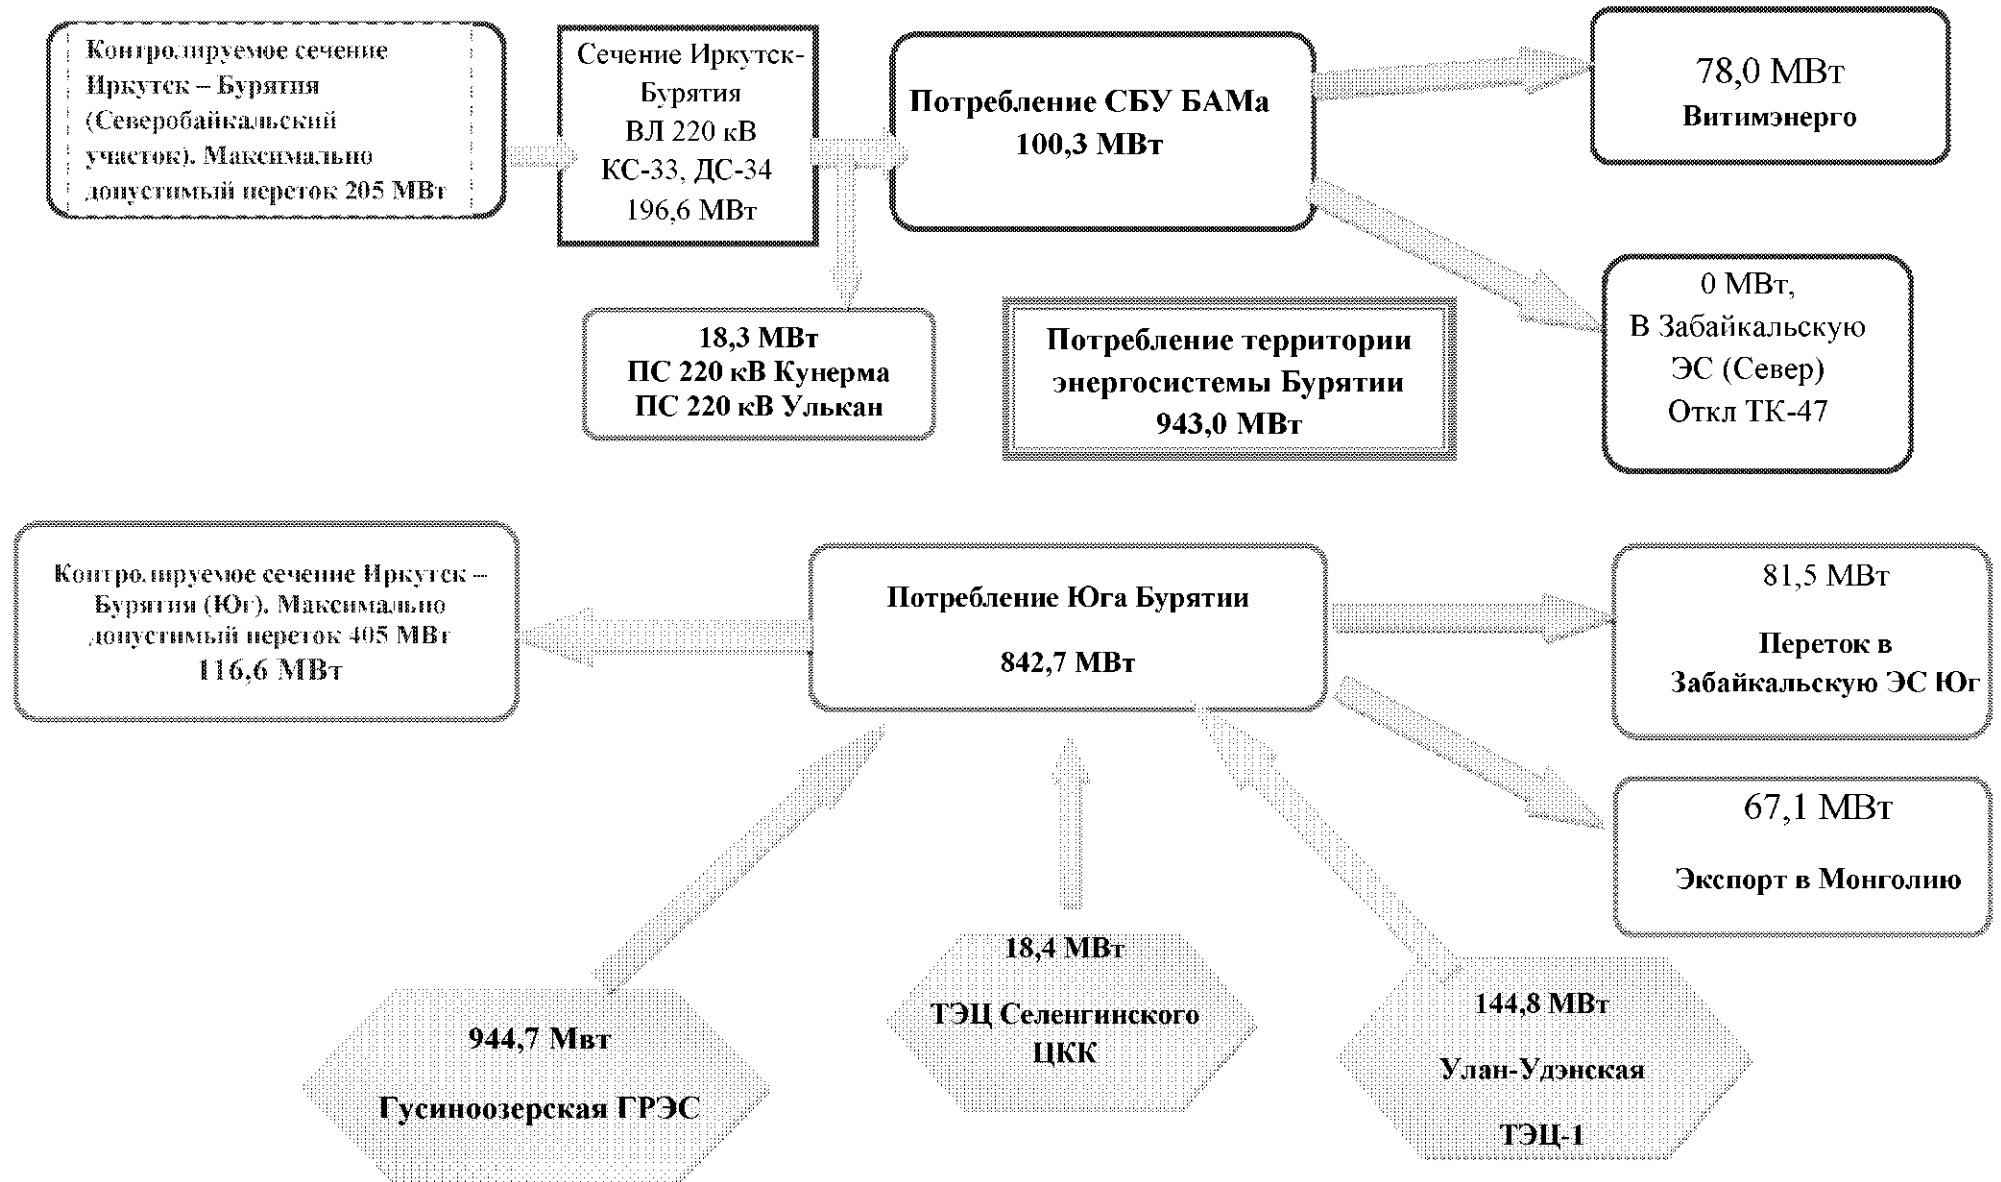 Контролируемое сечение
Иркутск – Бурятия
(Северобайкальский
участок). Максимально
допустимый переток 205 МВт
Сечение Иркутск-
Бурятия
ВЛ 220 кВ
КС-33, ДС-34
196,6 МВт
Потребление СБУ БАМа
100,3 МВт
78,0 МВт
Витимэнерго
18,3 МВт
ПС 220 кВ Кунерма
ПС 220 кВ Улькан
Потребление территории
энергосистемы Бурятии
943,0 МВт
0 МВт,
В Забайкальскую
ЭС (Север)
Откл ТК-47
Контролируемое сечение Иркутск –
Бурятия (Юг). Максимально
допустимый переток 405 МВт
116,6 МВт
Потребление Юга Бурятии
842,7 МВт
81,5 МВт
Переток в
Забайкальскую ЭС Юг
67,1 МВт
Экспорт в Монголию
944,7 Мвт
Гусиноозерская ГРЭС
18,4 МВт
ТЭЦ Селенгинского
ЦКК
144,8 МВт
Улан-Удэнская
ТЭЦ-1